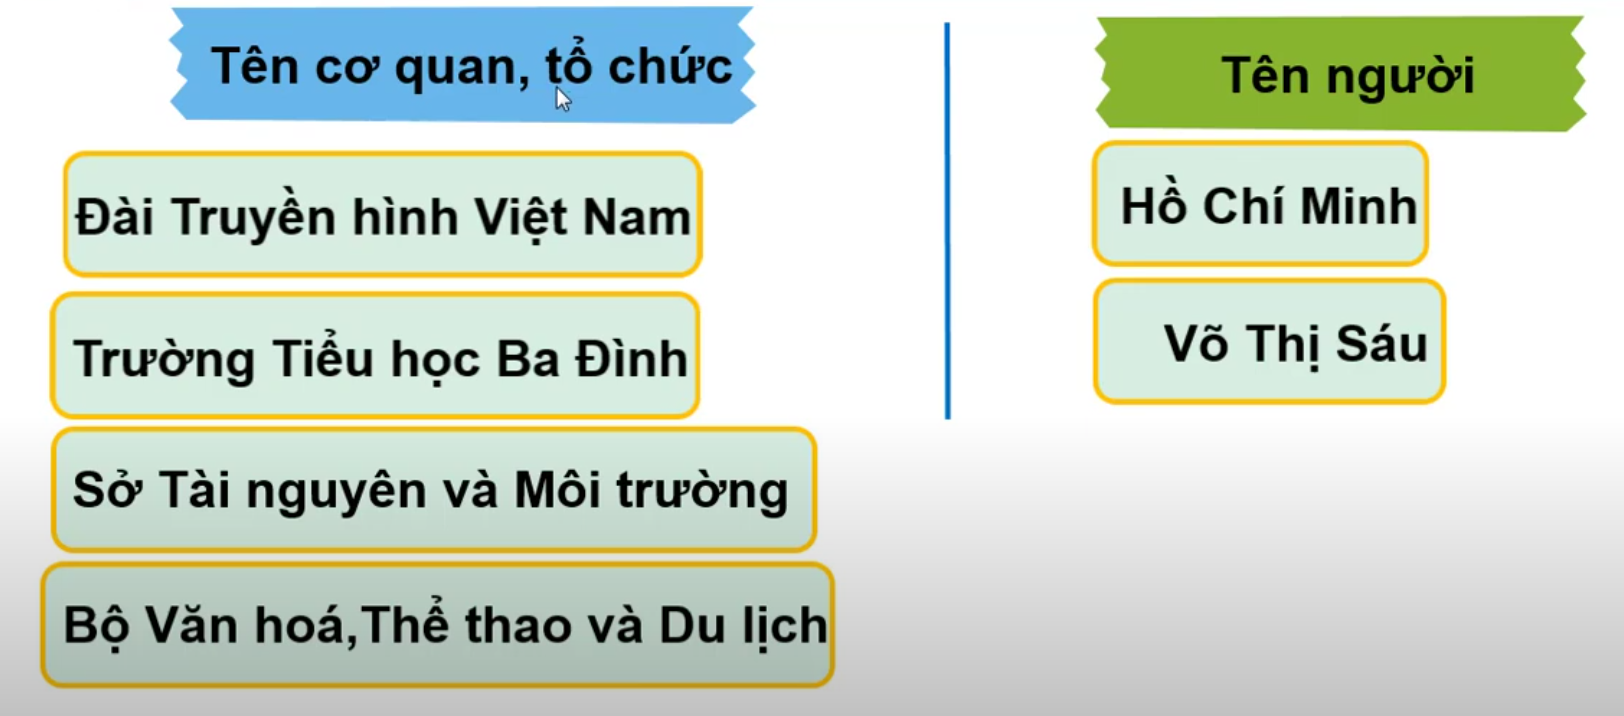 Tên cơ quan, tổ chức
Đài Truyền hình Việt Nam
Trường Tiểu học Ba Đình
Sở Tài nguyên và Môi trường
Bộ Văn hoá,Thể thao và Du lịch
Tên người
Hồ Chí Minh
Võ Thị Sáu